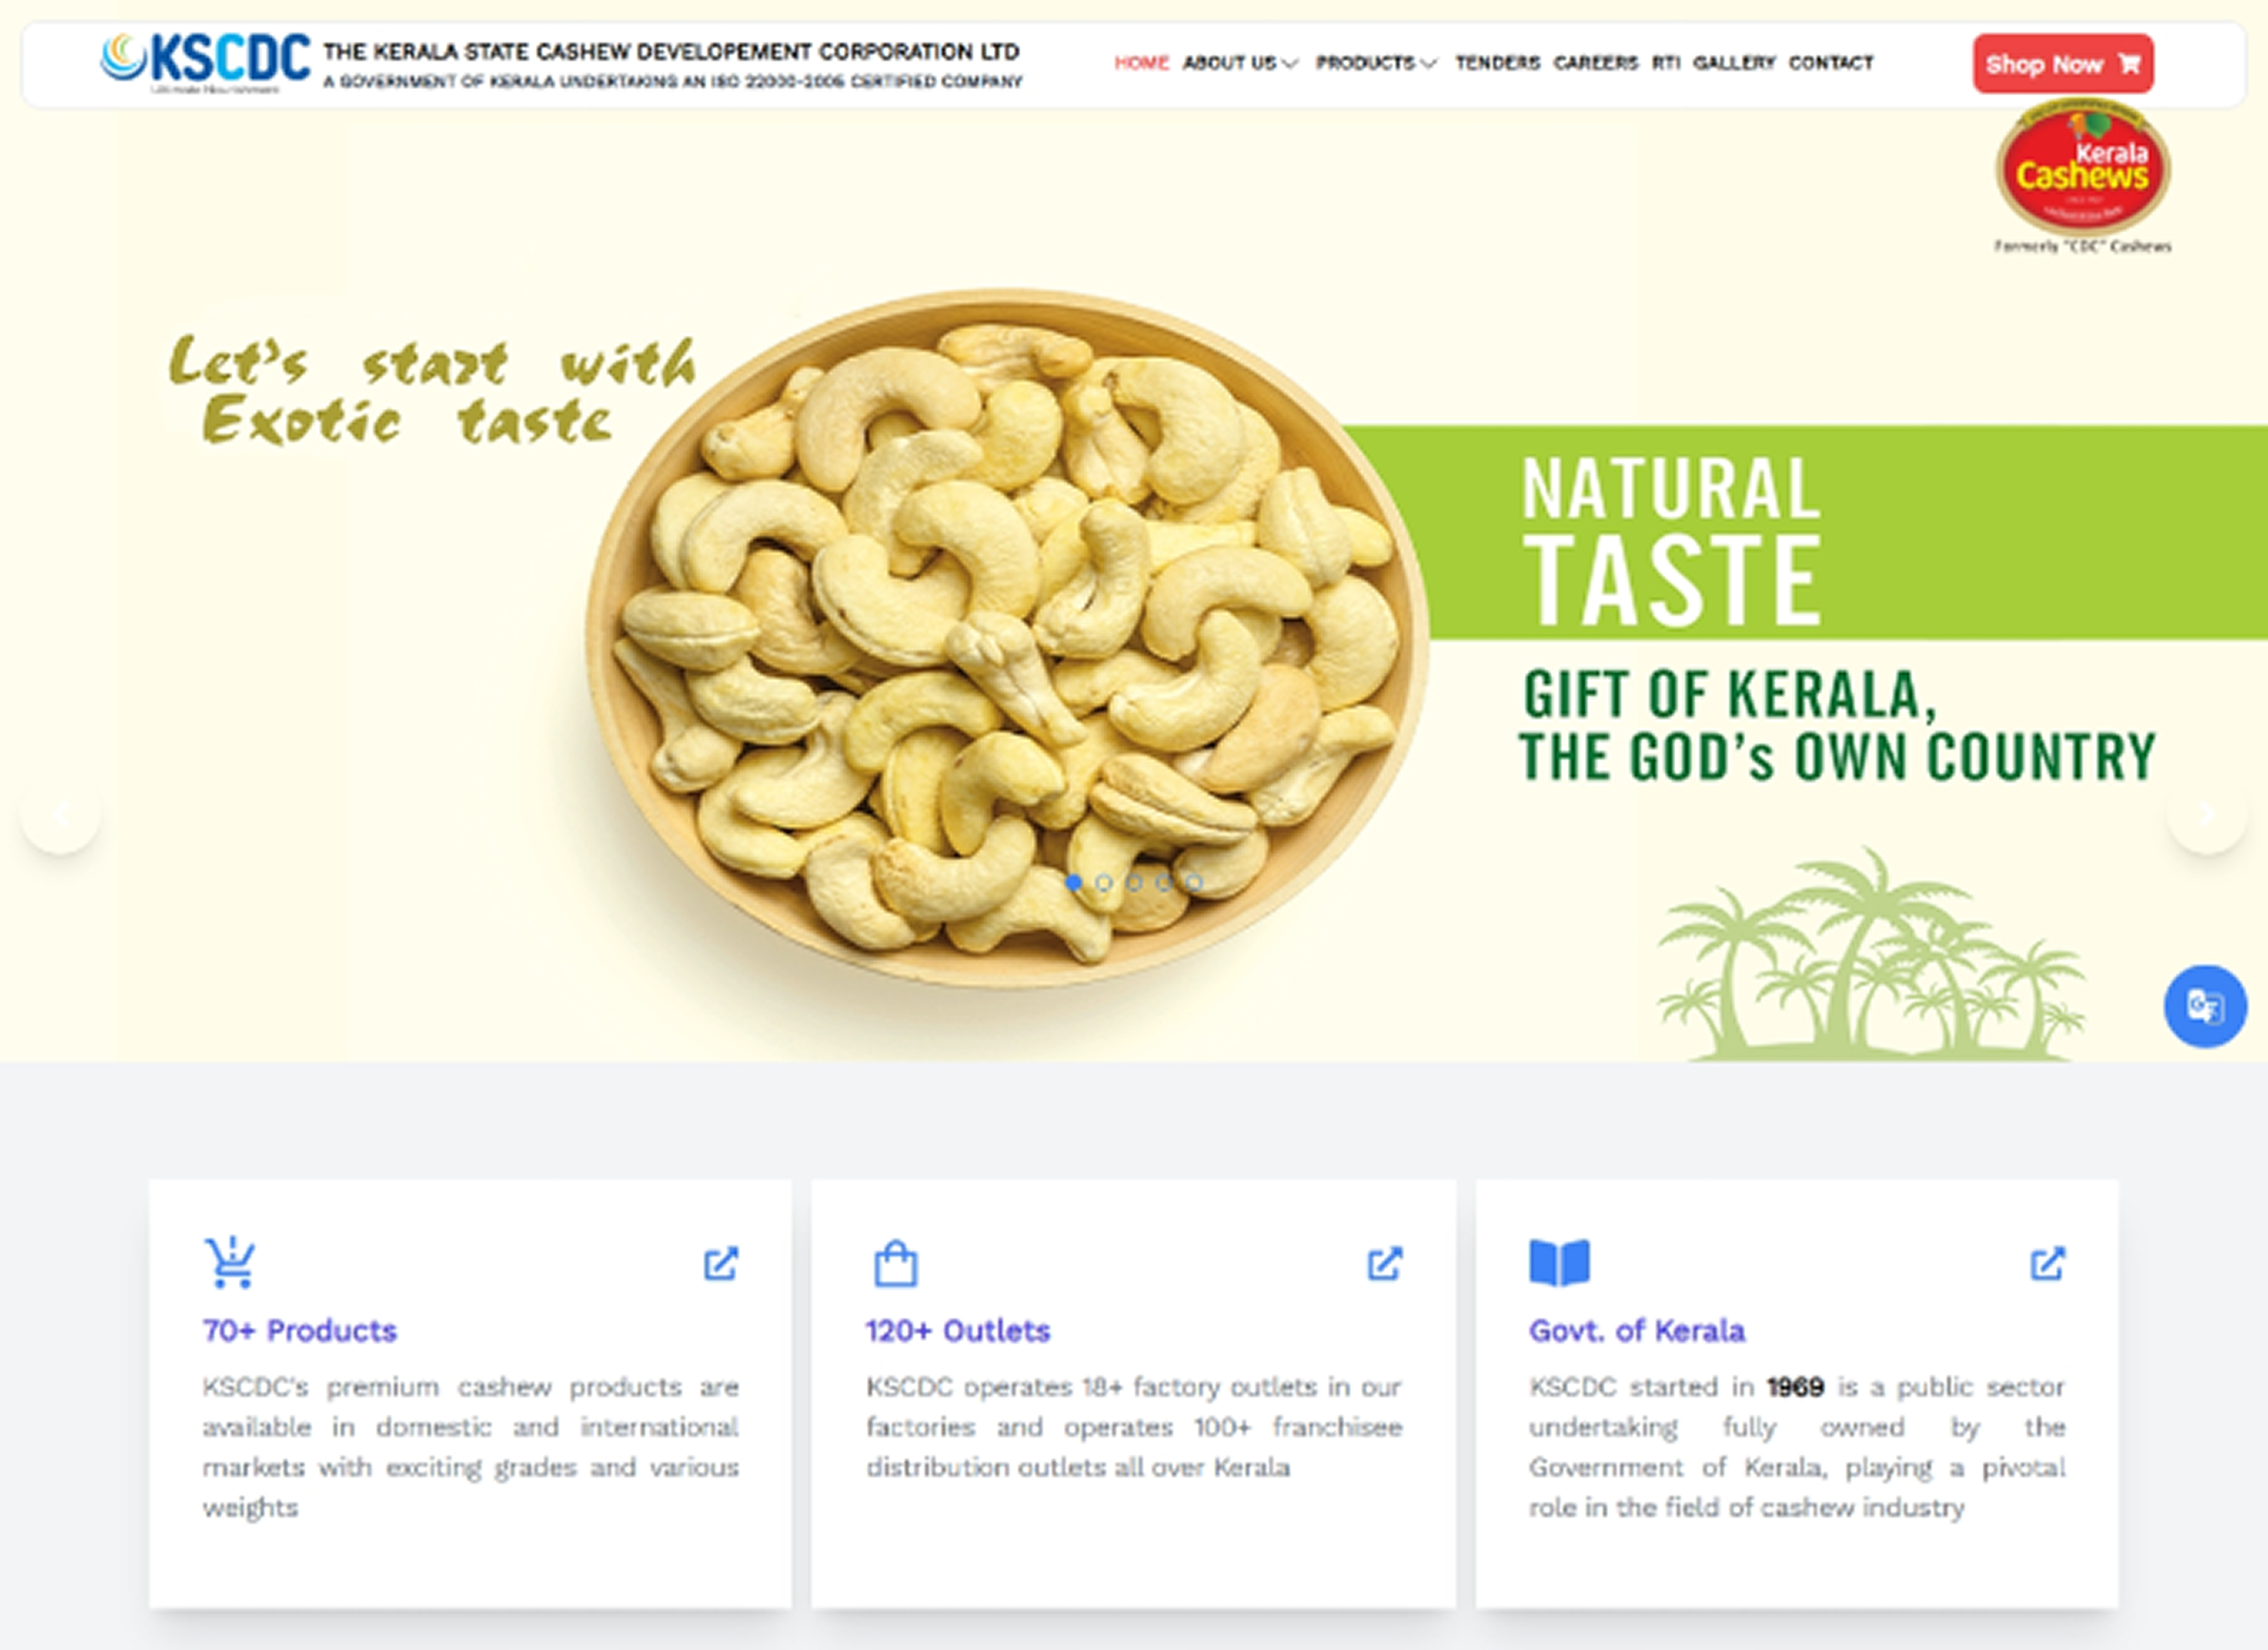 KSCDC
THE KERALA STATE CASHEW DEVELOPEMENT CORPORATION LTD
Ultimate Nourishment
A GOVERNMENT OF KERALA UNDERTAKING AN ISO 22000-2005 CERTIFIED COMPANY
HOME ABOUT US PRODUCTS TENDERS CAREERS RTI GALLERY CONTACT
Shop Now
Kerala
Cashews
Formerly "CDC" Cashews
Let's start with
Exotic taste
NATURAL
TASTE
GIFT OF KERALA,
THE GOD's OWN COUNTRY
70+ Products
KSCDC's premium cashew products are
available in domestic and international
markets with exciting grades and various
weights
120+ Outlets
KSCDC operates 18+ factory outlets in our
factories and operates 100+ franchisee
distribution outlets all over Kerala
Govt. of Kerala
KSCDC started in 1969 is a public sector
undertaking fully owned by the
Government of Kerala, playing a pivotal
role in the field of cashew industry